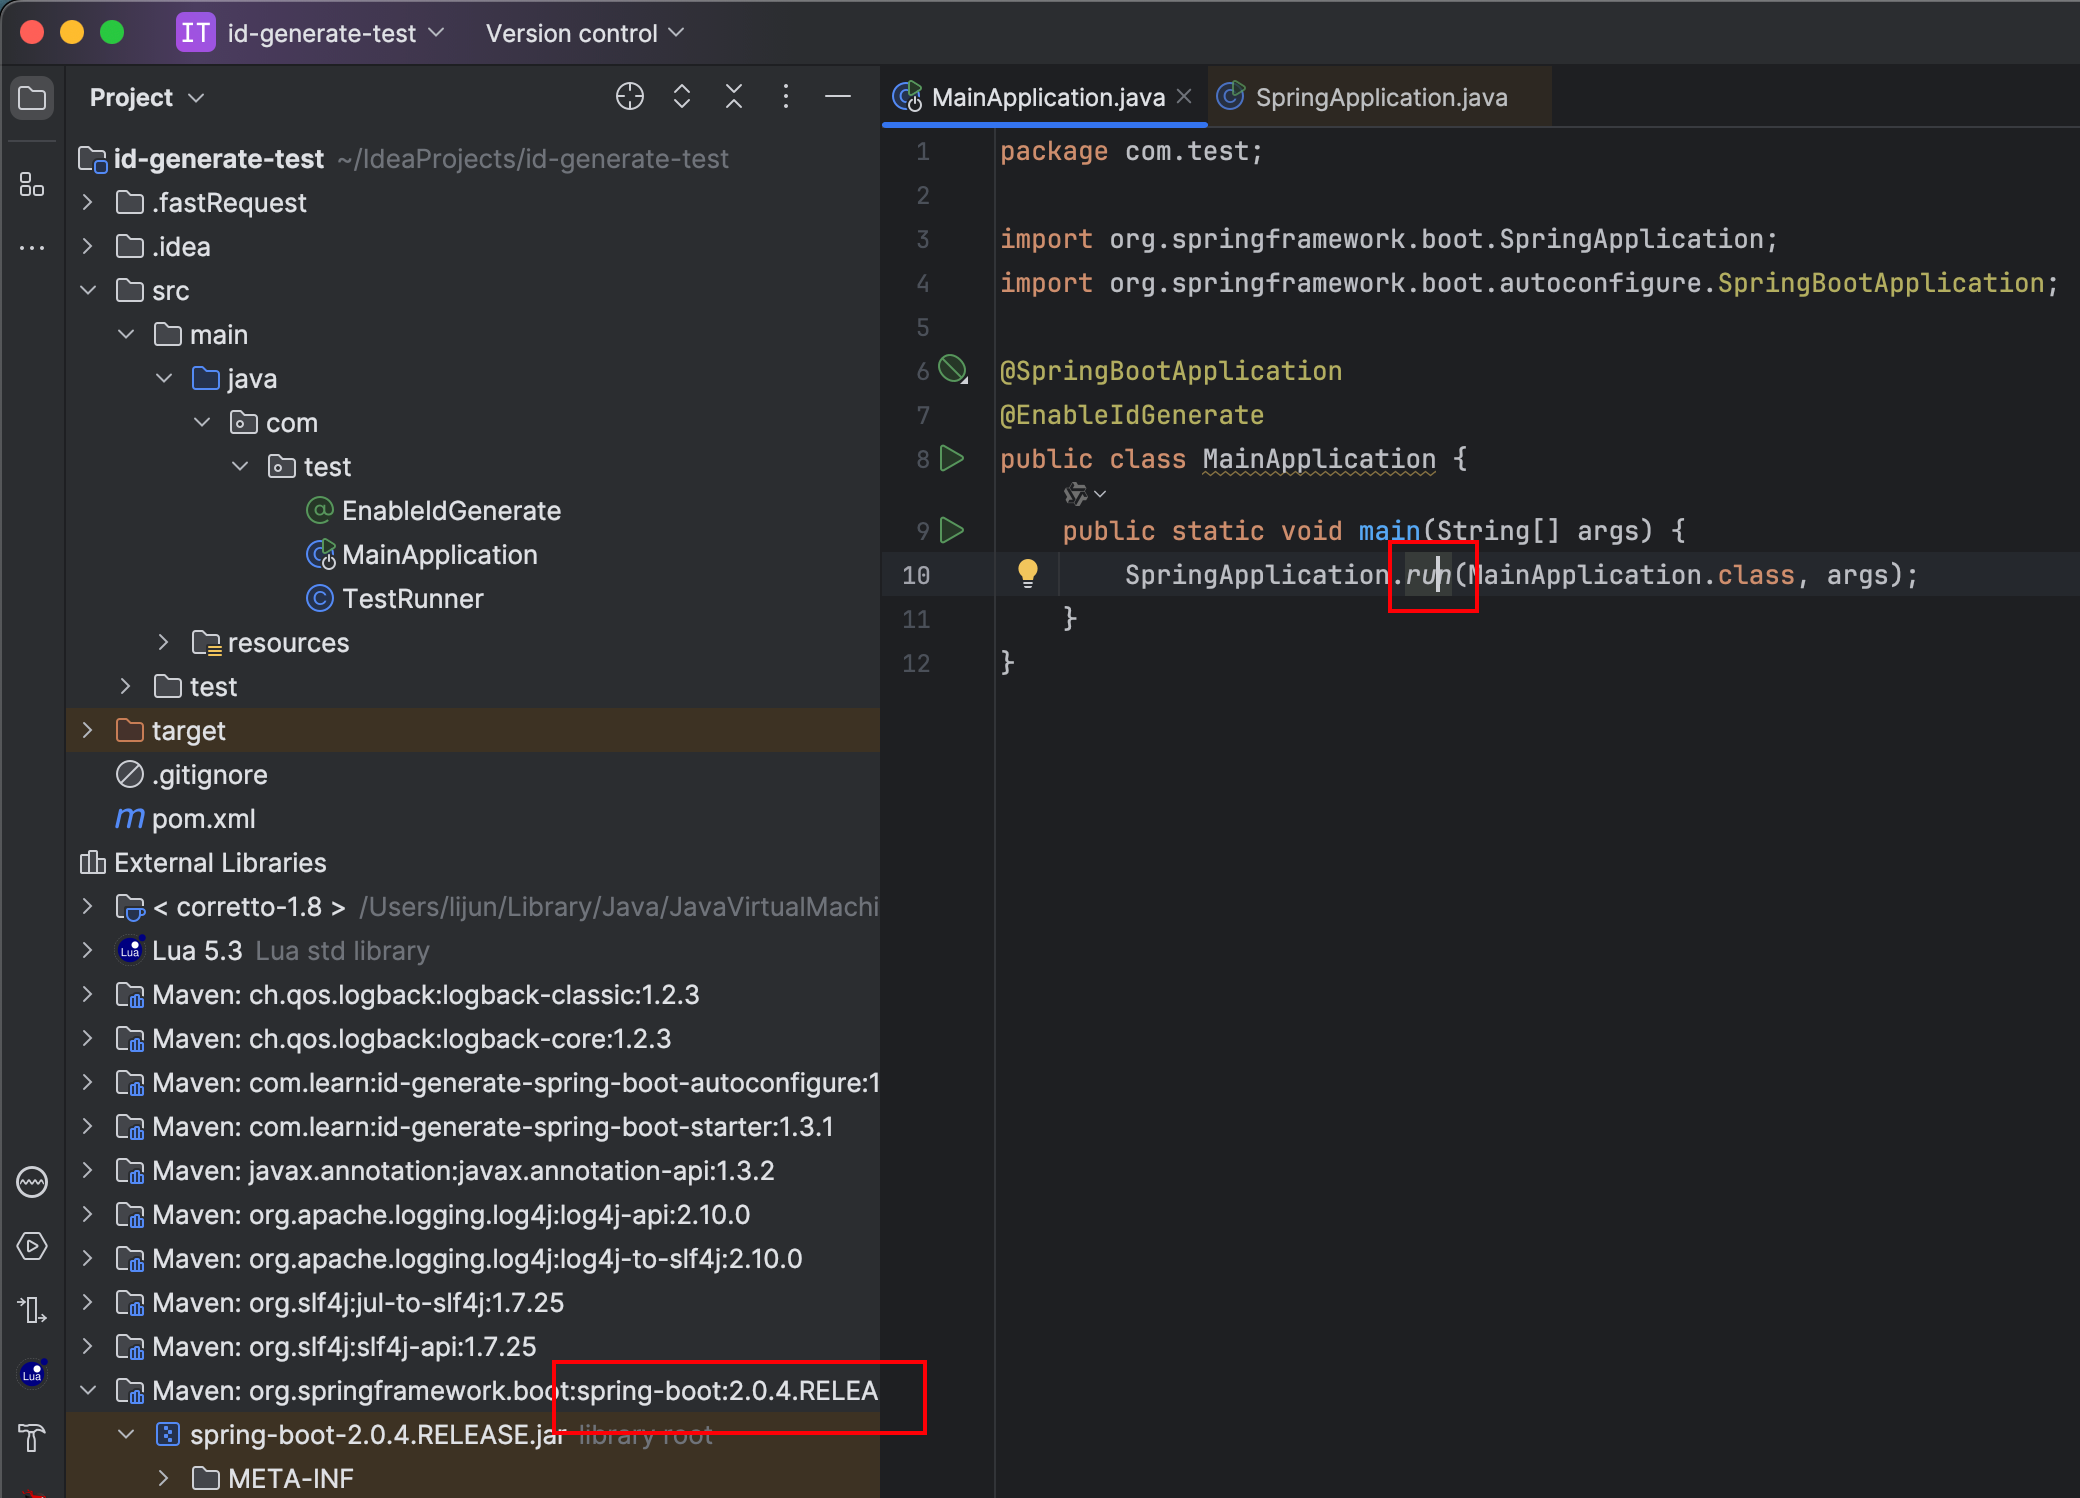 IT id-generate-test Version control
Project
id-generate-test ~/IdeaProjects/id-generate-test
.fastRequest
.idea
src
main
java
com
test
EnableIdGenerate
MainApplication
TestRunner
resources
test
target
.gitignore
pom.xml
External Libraries
< corretto-1.8 > /Users/lijun/Library/Java/JavaVirtualMachi
Lua 5.3 Lua std library
Maven: ch.qos.logback:logback-classic:1.2.3
Maven: ch.qos.logback:logback-core:1.2.3
Maven: com.learn:id-generate-spring-boot-autoconfigure:1
Maven: com.learn:id-generate-spring-boot-starter:1.3.1
Maven: javax.annotation:javax.annotation-api:1.3.2
Maven: org.apache.logging.log4j:log4j-api:2.10.0
Maven: org.apache.logging.log4j:log4j-to-slf4j:2.10.0
Maven: org.slf4j:jul-to-slf4j:1.7.25
Maven: org.slf4j:slf4j-api:1.7.25
Maven: org.springframework.boot:spring-boot:2.0.4.RELEA
spring-boot-2.0.4.RELEASE.jar library root
META-INF
MainApplication.java SpringApplication.java
1 package com.test;
2
3 import org.springframework.boot.SpringApplication;
4 import org.springframework.boot.autoconfigure.SpringBootApplication;
5
6 @SpringBootApplication
7 @EnableIdGenerate
8 public class MainApplication {
9 public static void main(String[] args) {
10 SpringApplication.run(MainApplication.class, args);
11 }
12 }